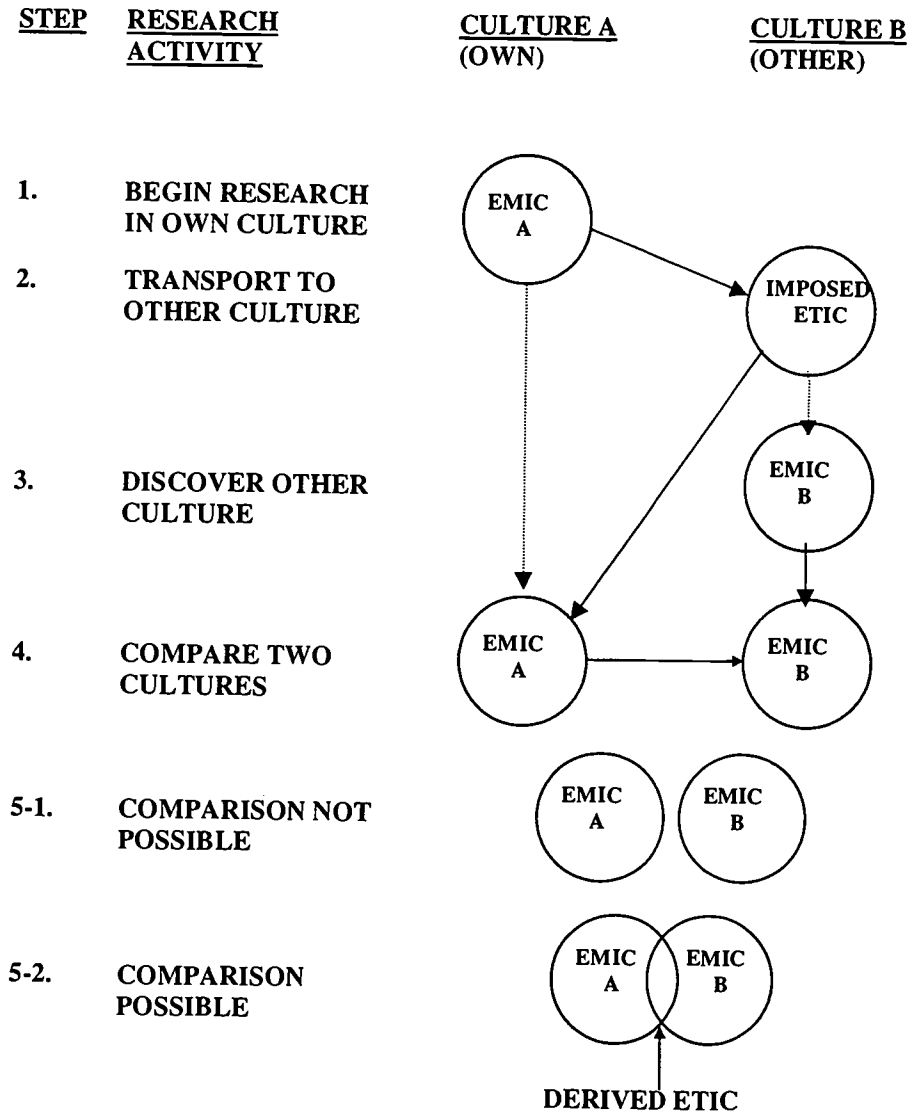 STEP RESEARCH ACTIVITY CULTURE A (OWN) CULTURE B (OTHER)
1. BEGIN RESEARCH
IN OWN CULTURE
EMIC
A
2. TRANSPORT TO
OTHER CULTURE
IMPOSED
ETIC
3. DISCOVER OTHER
CULTURE
EMIC
B
4. COMPARE TWO
CULTURES
EMIC
A
EMIC
B
5-1. COMPARISON NOT
POSSIBLE
EMIC
A
EMIC
B
5-2. COMPARISON
POSSIBLE
EMIC
A
EMIC
B
DERIVED ETIC